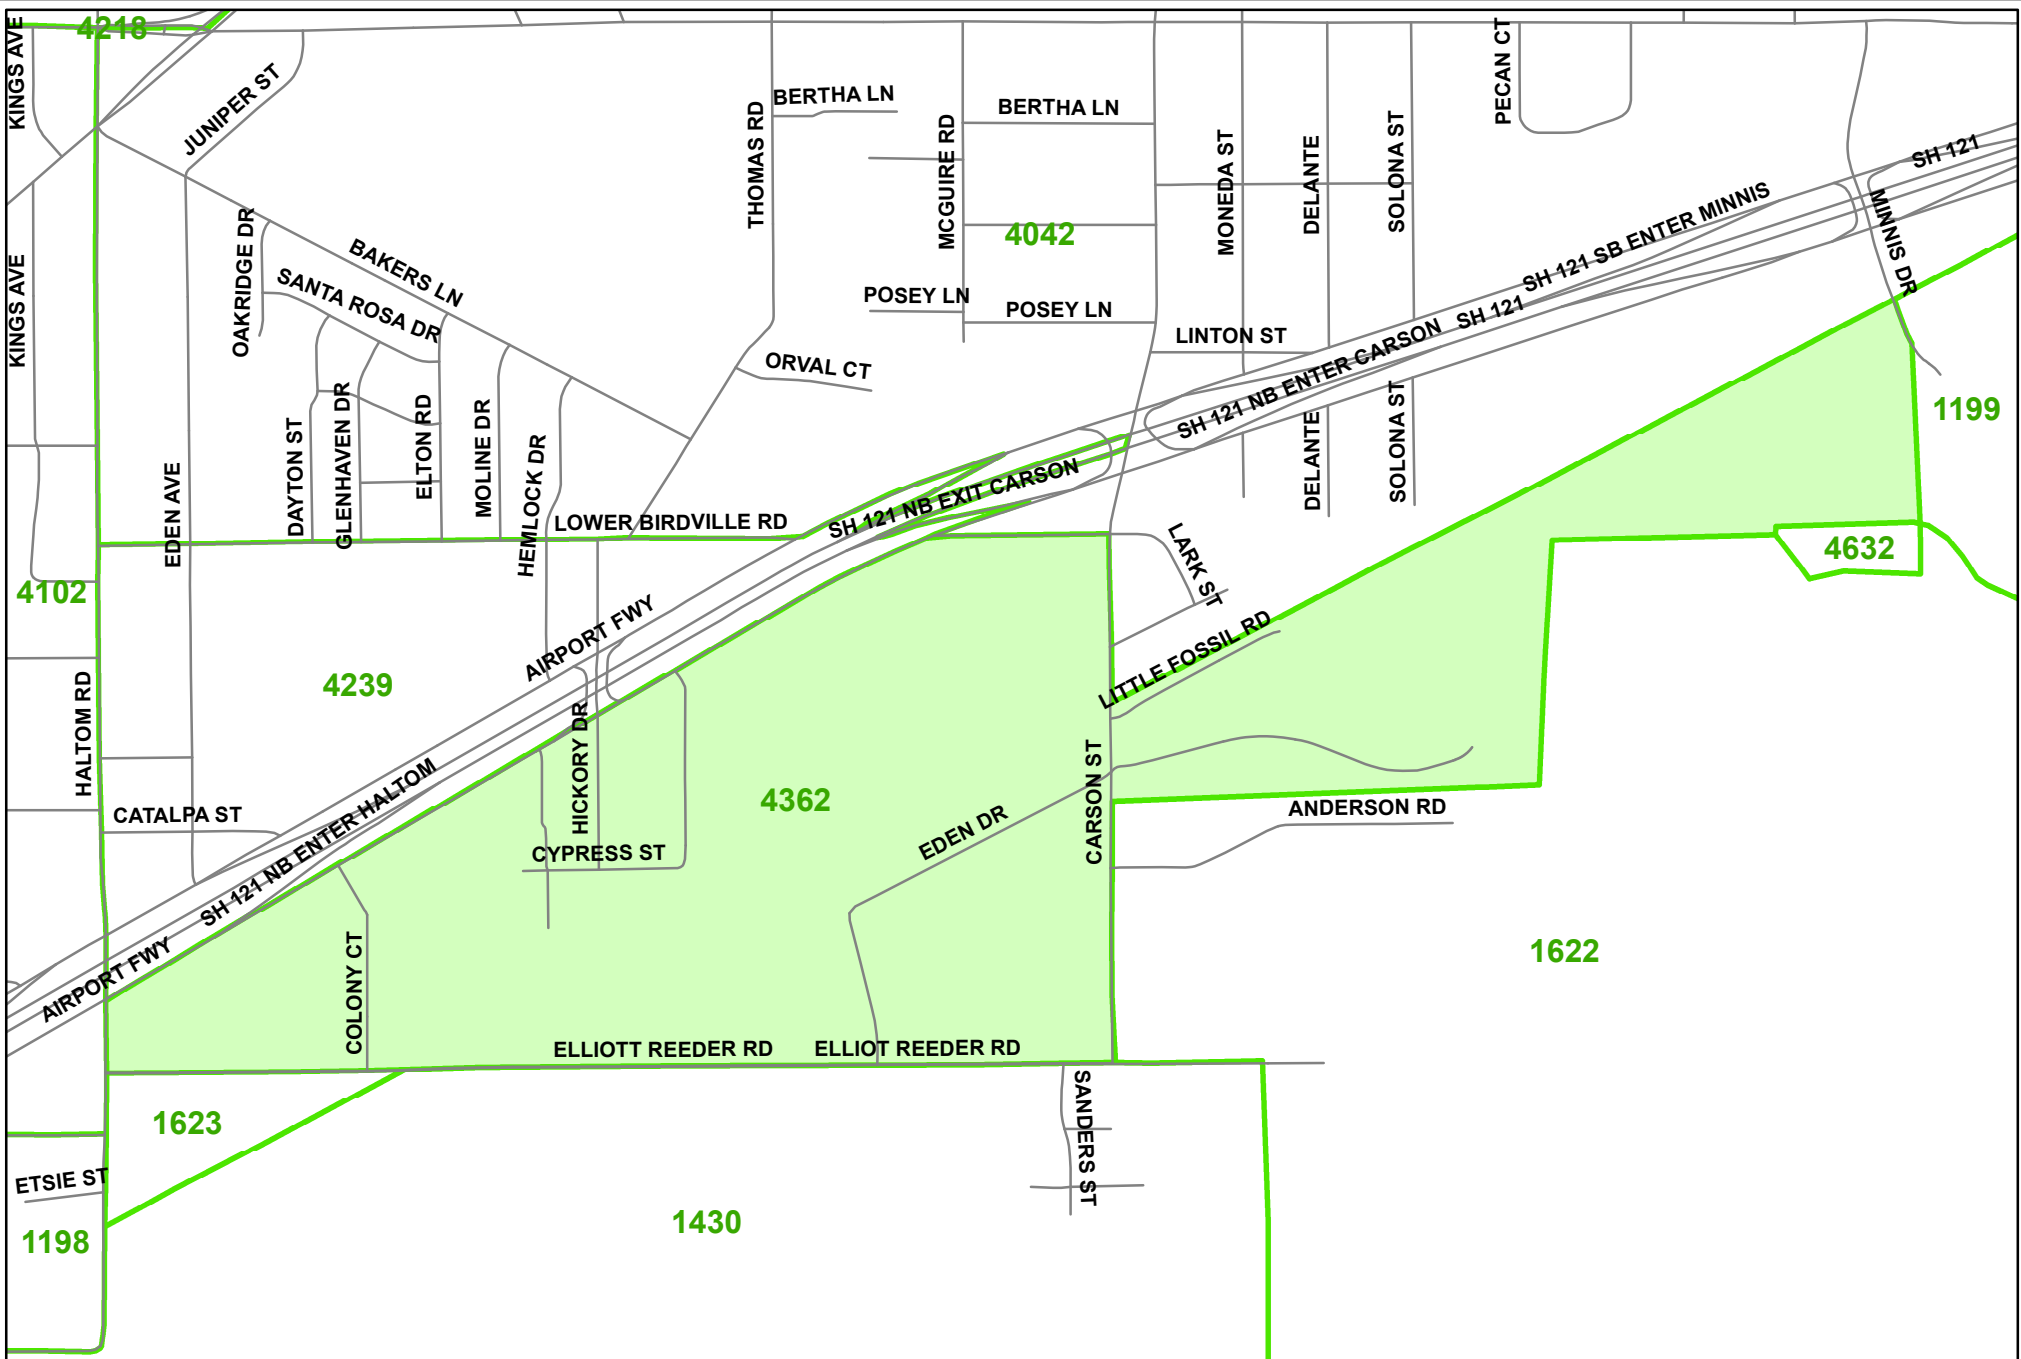 4218
KINGS AVE
JUNIPER ST
THOMAS RD
BERTHA LN
MCGUIRE RD
BERTHA LN
MONEDA ST
DELANTE
SOLONA ST
PECAN CT
SH 121
MINNIS DR
SH 121 SB ENTER MINNIS
4042
KINGS AVE
OAKRIDGE DR
BAKERS LN
SANTA ROSA DR
POSEY LN
POSEY LN
LINTON ST
SH 121
SH 121 NB ENTER CARSON
ORVAL CT
1199
DAYTON ST
GLENHAVEN DR
ELTON RD
MOLINE DR
HEMLOCK DR
EDEN AVE
DELANTE
SOLONA ST
SH 121 NB EXIT CARSON
LOWER BIRDVILLE RD
LARK ST
4632
4102
AIRPORT FWY
LITTLE FOSSIL RD
4239
HALTOM RD
HICKORY DR
4362
CARSON ST
CATALPA ST
SH 121 NB ENTER HALTOM
CYPRESS ST
EDEN DR
ANDERSON RD
1622
AIRPORT FWY
COLONY CT
ELLIOTT REEDER RD
ELLIOT REEDER RD
1623
SANDERS ST
ETSIE ST
1198
1430